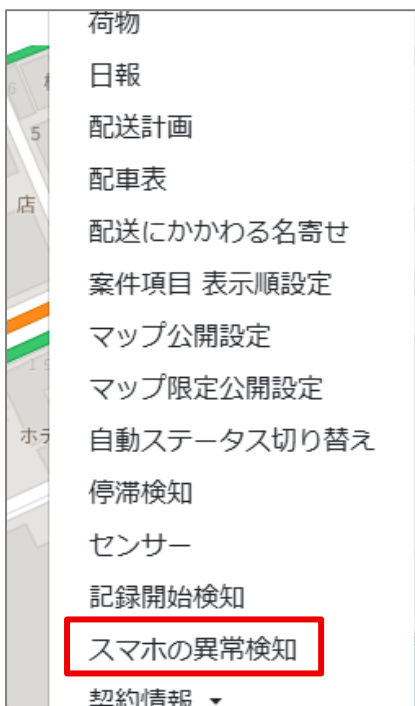 荷物
日報
配送計画
配車表
配送にかかわる名寄せ
案件項目 表示順設定
マップ公開設定
マップ限定公開設定
自動ステータス切り替え
停滞検知
センサー
記録開始検知
スマホの異常検知
契約情報 ▼
5
店
ホテ